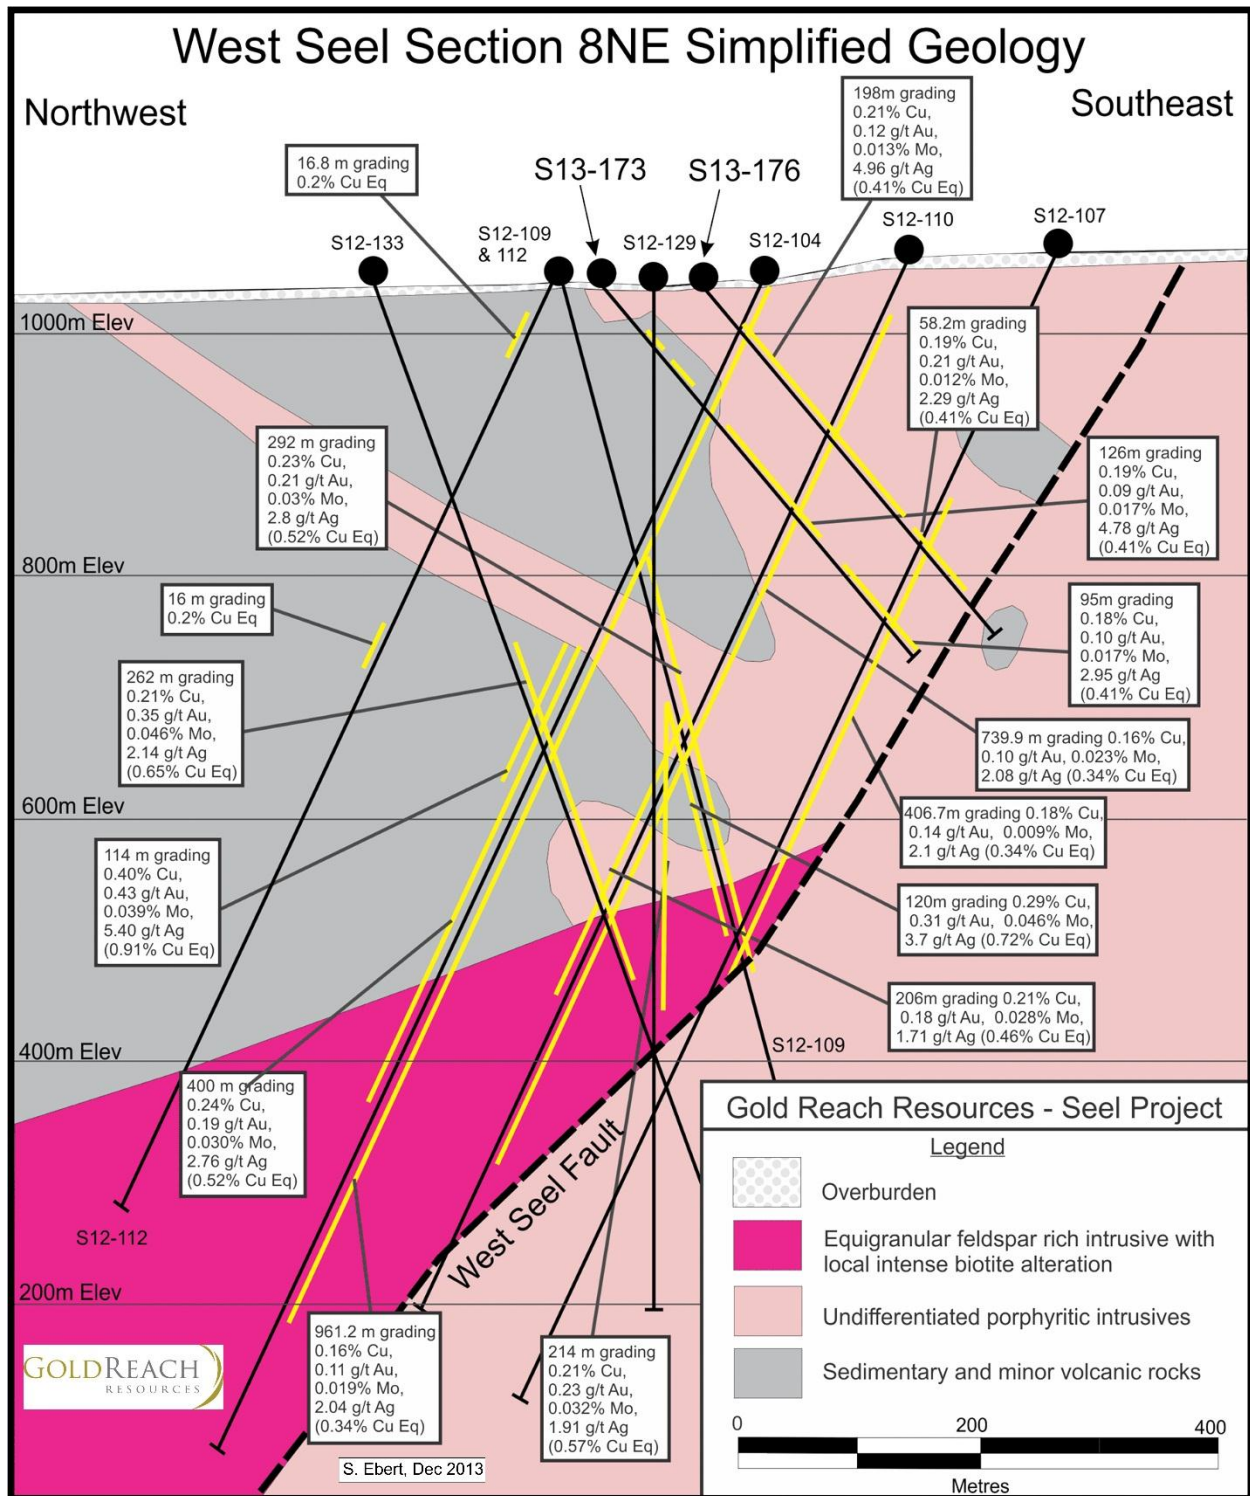 West Seel Section 8NE Simplified Geology
Northwest
Southeast
198m grading
0.21% Cu,
0.12 g/t Au,
0.013% Mo,
4.96 g/t Ag
(0.41% Cu Eq)
16.8 m grading
0.2% Cu Eq
S13-173
S13-176
S12-133
S12-109
& 112
S12-129
S12-104
S12-110
S12-107
1000m Elev
58.2m grading
0.19% Cu,
0.21 g/t Au,
0.012% Mo,
2.29 g/t Ag
(0.41% Cu Eq)
292 m grading
0.23% Cu,
0.21 g/t Au,
0.03% Mo,
2.8 g/t Ag
(0.52% Cu Eq)
126m grading
0.19% Cu,
0.09 g/t Au,
0.017% Mo,
4.78 g/t Ag
(0.41% Cu Eq)
800m Elev
16 m grading
0.2% Cu Eq
95m grading
0.18% Cu,
0.10 g/t Au,
0.017% Mo,
2.95 g/t Ag
(0.41% Cu Eq)
262 m grading
0.21% Cu,
0.35 g/t Au,
0.046% Mo,
2.14 g/t Ag
(0.65% Cu Eq)
739.9 m grading 0.16% Cu,
0.10 g/t Au, 0.023% Mo,
2.08 g/t Ag (0.34% Cu Eq)
600m Elev
406.7m grading 0.18% Cu,
0.14 g/t Au, 0.009% Mo,
2.1 g/t Ag (0.34% Cu Eq)
114 m grading
0.40% Cu,
0.43 g/t Au,
0.039% Mo,
5.40 g/t Ag
(0.91% Cu Eq)
120m grading 0.29% Cu,
0.31 g/t Au, 0.046% Mo,
3.7 g/t Ag (0.72% Cu Eq)
206m grading 0.21% Cu,
0.18 g/t Au, 0.028% Mo,
1.71 g/t Ag (0.46% Cu Eq)
400m Elev
S12-109
400 m grading
0.24% Cu,
0.19 g/t Au,
0.030% Mo,
2.76 g/t Ag
(0.52% Cu Eq)
S12-112
West Seel Fault
200m Elev
961.2 m grading
0.16% Cu,
0.11 g/t Au,
0.019% Mo,
2.04 g/t Ag
(0.34% Cu Eq)
214 m grading
0.21% Cu,
0.23 g/t Au,
0.032% Mo,
1.91 g/t Ag
(0.57% Cu Eq)
GOLDREACH
RESOURCES
S. Ebert, Dec 2013
Gold Reach Resources - Seel Project
Legend
Overburden
Equigranular feldspar rich intrusive with
local intense biotite alteration
Undifferentiated porphyritic intrusives
Sedimentary and minor volcanic rocks
0 200 400
Metres